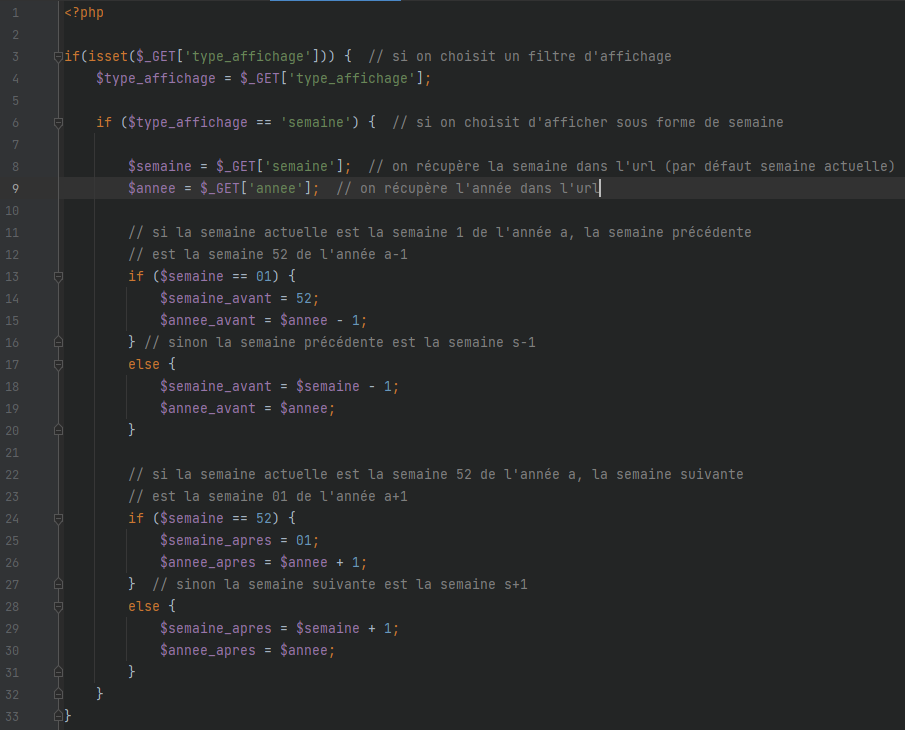 1 <?php
2
3 if(isset($_GET['type_affichage'])) {  // si on choisit un filtre d'affichage
4     $type_affichage = $_GET['type_affichage'];
5
6     if ($type_affichage == 'semaine') {  // si on choisit d'afficher sous forme de semaine
7
8         $semaine = $_GET['semaine'];  // on récupère la semaine dans l'url (par défaut semaine actuelle)
9         $annee = $_GET['annee'];  // on récupère l'année dans l'url
10
11         // si la semaine actuelle est la semaine 1 de l'année a, la semaine précédente
12         // est la semaine 52 de l'année a-1
13         if ($semaine == 01) {
14             $semaine_avant = 52;
15             $annee_avant = $annee - 1;
16         } // sinon la semaine précédente est la semaine s-1
17         else {
18             $semaine_avant = $semaine - 1;
19             $annee_avant = $annee;
20         }
21
22         // si la semaine actuelle est la semaine 52 de l'année a, la semaine suivante
23         // est la semaine 01 de l'année a+1
24         if ($semaine == 52) {
25             $semaine_apres = 01;
26             $annee_apres = $annee + 1;
27         }  // sinon la semaine suivante est la semaine s+1
28         else {
29             $semaine_apres = $semaine + 1;
30             $annee_apres = $annee;
31         }
32     }
33 }